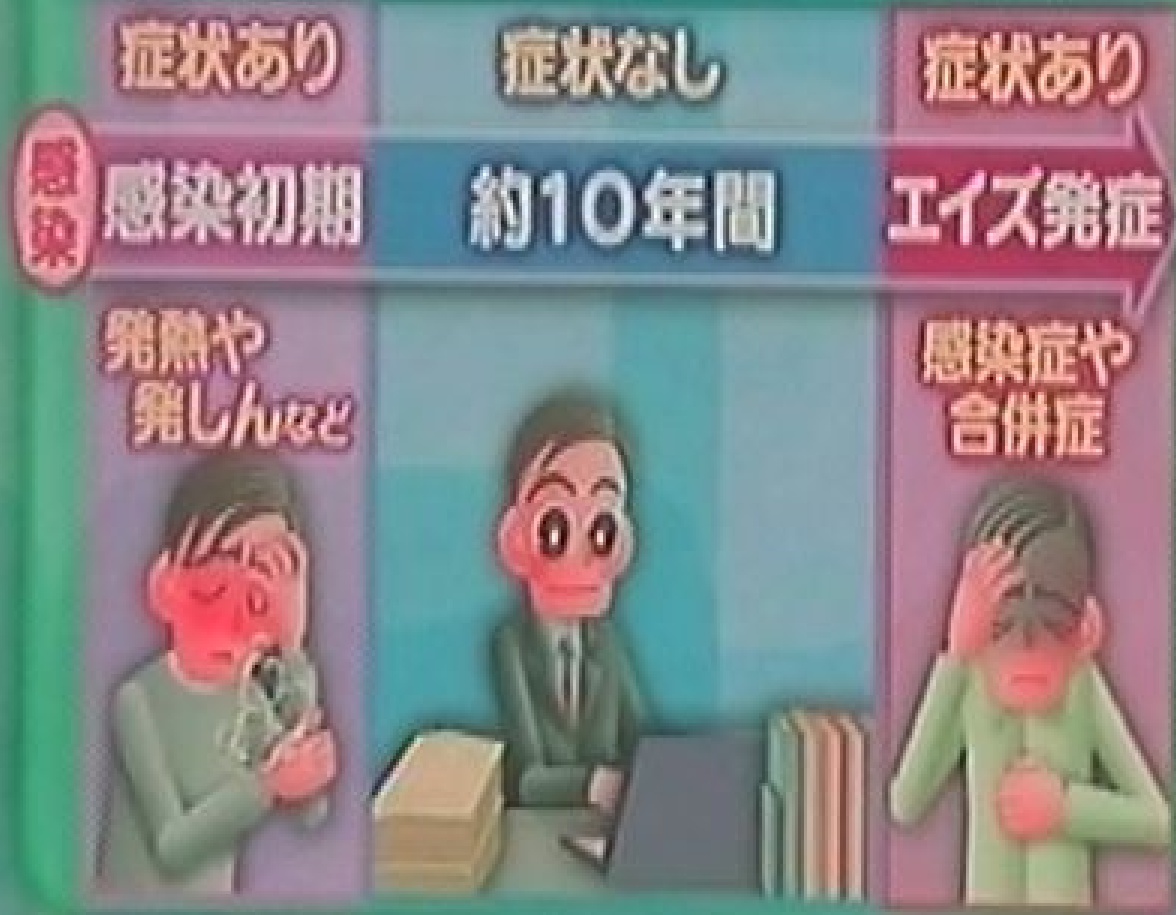 症状あり
症状なし
症状あり
感染
感染初期
約10年間
エイズ発症
発熱や
発しんなど
感染症や
合併症